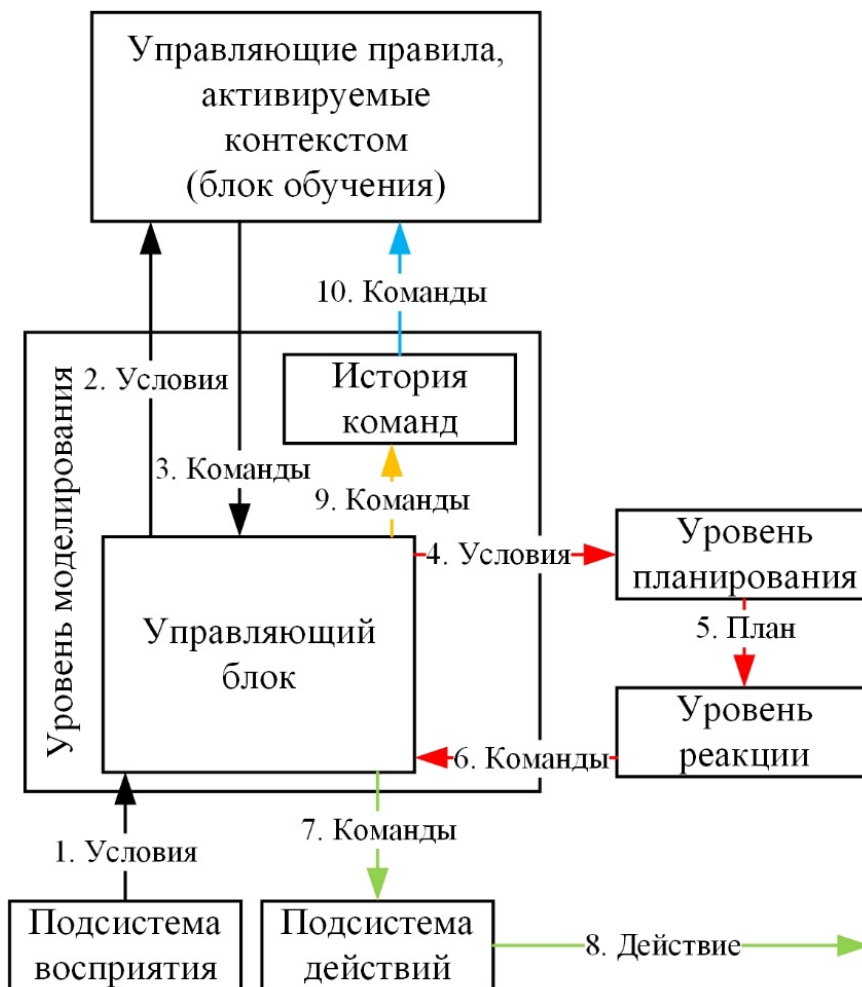 Управляющие правила,
активируемые
контекстом
(блок обучения)
10. Команды
Уровень моделирования
2. Условия
История
команд
3. Команды
9. Команды
4. Условия
Уровень
планирования
5. План
Управляющий
блок
Уровень
реакции
6. Команды
7. Команды
1. Условия
Подсистема
восприятия
Подсистема
действий
8. Действие